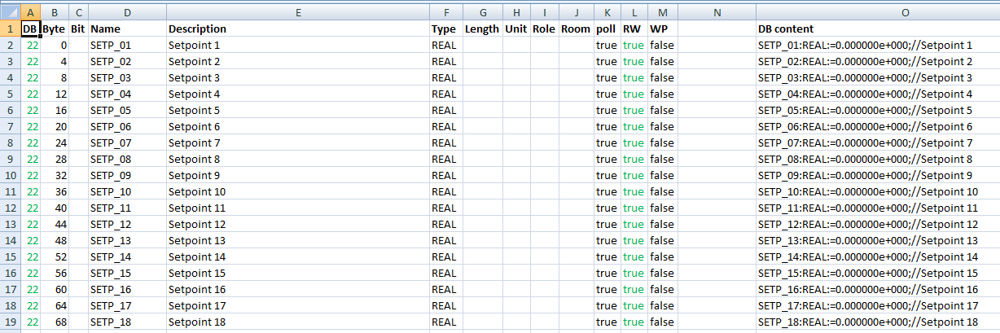 A B C D E F G H I J K L M N O
1 DB Byte Bit Name Description Type Length Unit Role Room poll RW WP DB content
2 22 0 SETP_01 Setpoint 1 REAL true true false SETP_01:REAL:=0.000000e+000;//Setpoint 1
3 22 4 SETP_02 Setpoint 2 REAL true true false SETP_02:REAL:=0.000000e+000;//Setpoint 2
4 22 8 SETP_03 Setpoint 3 REAL true true false SETP_03:REAL:=0.000000e+000;//Setpoint 3
5 22 12 SETP_04 Setpoint 4 REAL true true false SETP_04:REAL:=0.000000e+000;//Setpoint 4
6 22 16 SETP_05 Setpoint 5 REAL true true false SETP_05:REAL:=0.000000e+000;//Setpoint 5
7 22 20 SETP_06 Setpoint 6 REAL true true false SETP_06:REAL:=0.000000e+000;//Setpoint 6
8 22 24 SETP_07 Setpoint 7 REAL true true false SETP_07:REAL:=0.000000e+000;//Setpoint 7
9 22 28 SETP_08 Setpoint 8 REAL true true false SETP_08:REAL:=0.000000e+000;//Setpoint 8
10 22 32 SETP_09 Setpoint 9 REAL true true false SETP_09:REAL:=0.000000e+000;//Setpoint 9
11 22 36 SETP_10 Setpoint 10 REAL true true false SETP_10:REAL:=0.000000e+000;//Setpoint 10
12 22 40 SETP_11 Setpoint 11 REAL true true false SETP_11:REAL:=0.000000e+000;//Setpoint 11
13 22 44 SETP_12 Setpoint 12 REAL true true false SETP_12:REAL:=0.000000e+000;//Setpoint 12
14 22 48 SETP_13 Setpoint 13 REAL true true false SETP_13:REAL:=0.000000e+000;//Setpoint 13
15 22 52 SETP_14 Setpoint 14 REAL true true false SETP_14:REAL:=0.000000e+000;//Setpoint 14
16 22 56 SETP_15 Setpoint 15 REAL true true false SETP_15:REAL:=0.000000e+000;//Setpoint 15
17 22 60 SETP_16 Setpoint 16 REAL true true false SETP_16:REAL:=0.000000e+000;//Setpoint 16
18 22 64 SETP_17 Setpoint 17 REAL true true false SETP_17:REAL:=0.000000e+000;//Setpoint 17
19 22 68 SETP_18 Setpoint 18 REAL true true false SETP_18:REAL:=0.000000e+000;//Setpoint 18